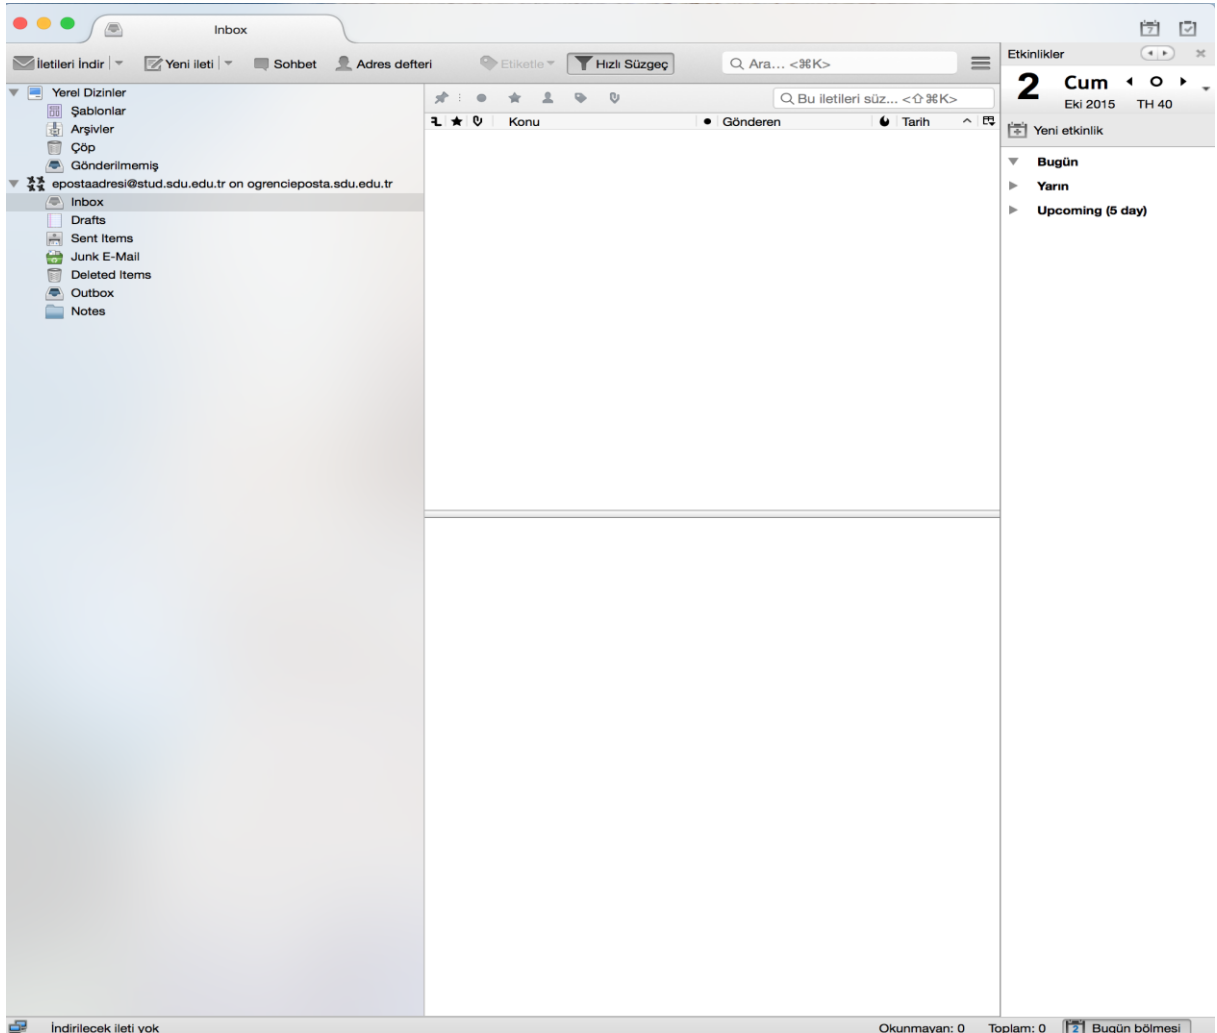 Inbox
İletileri İndir
Yeni ileti
Sohbet
Adres defteri
Etiketle
Hızlı Süzgeç
Ara... <⌘K>
Yerel Dizinler
Şablonlar
Arşivler
Çöp
Gönderilmemiş
epostaadresi@stud.sdu.edu.tr on ogrencieposta.sdu.edu.tr
Inbox
Drafts
Sent Items
Junk E-Mail
Deleted Items
Outbox
Notes
Bu iletileri süz... <⇧⌘K>
Konu
Gönderen
Tarih
7
Etkinlikler
2
Cum
Eki 2015
TH 40
Yeni etkinlik
Bugün
Yarın
Upcoming (5 day)
İndirilecek ileti yok
Okunmayan: 0
Toplam: 0
2
Bugün bölmesi